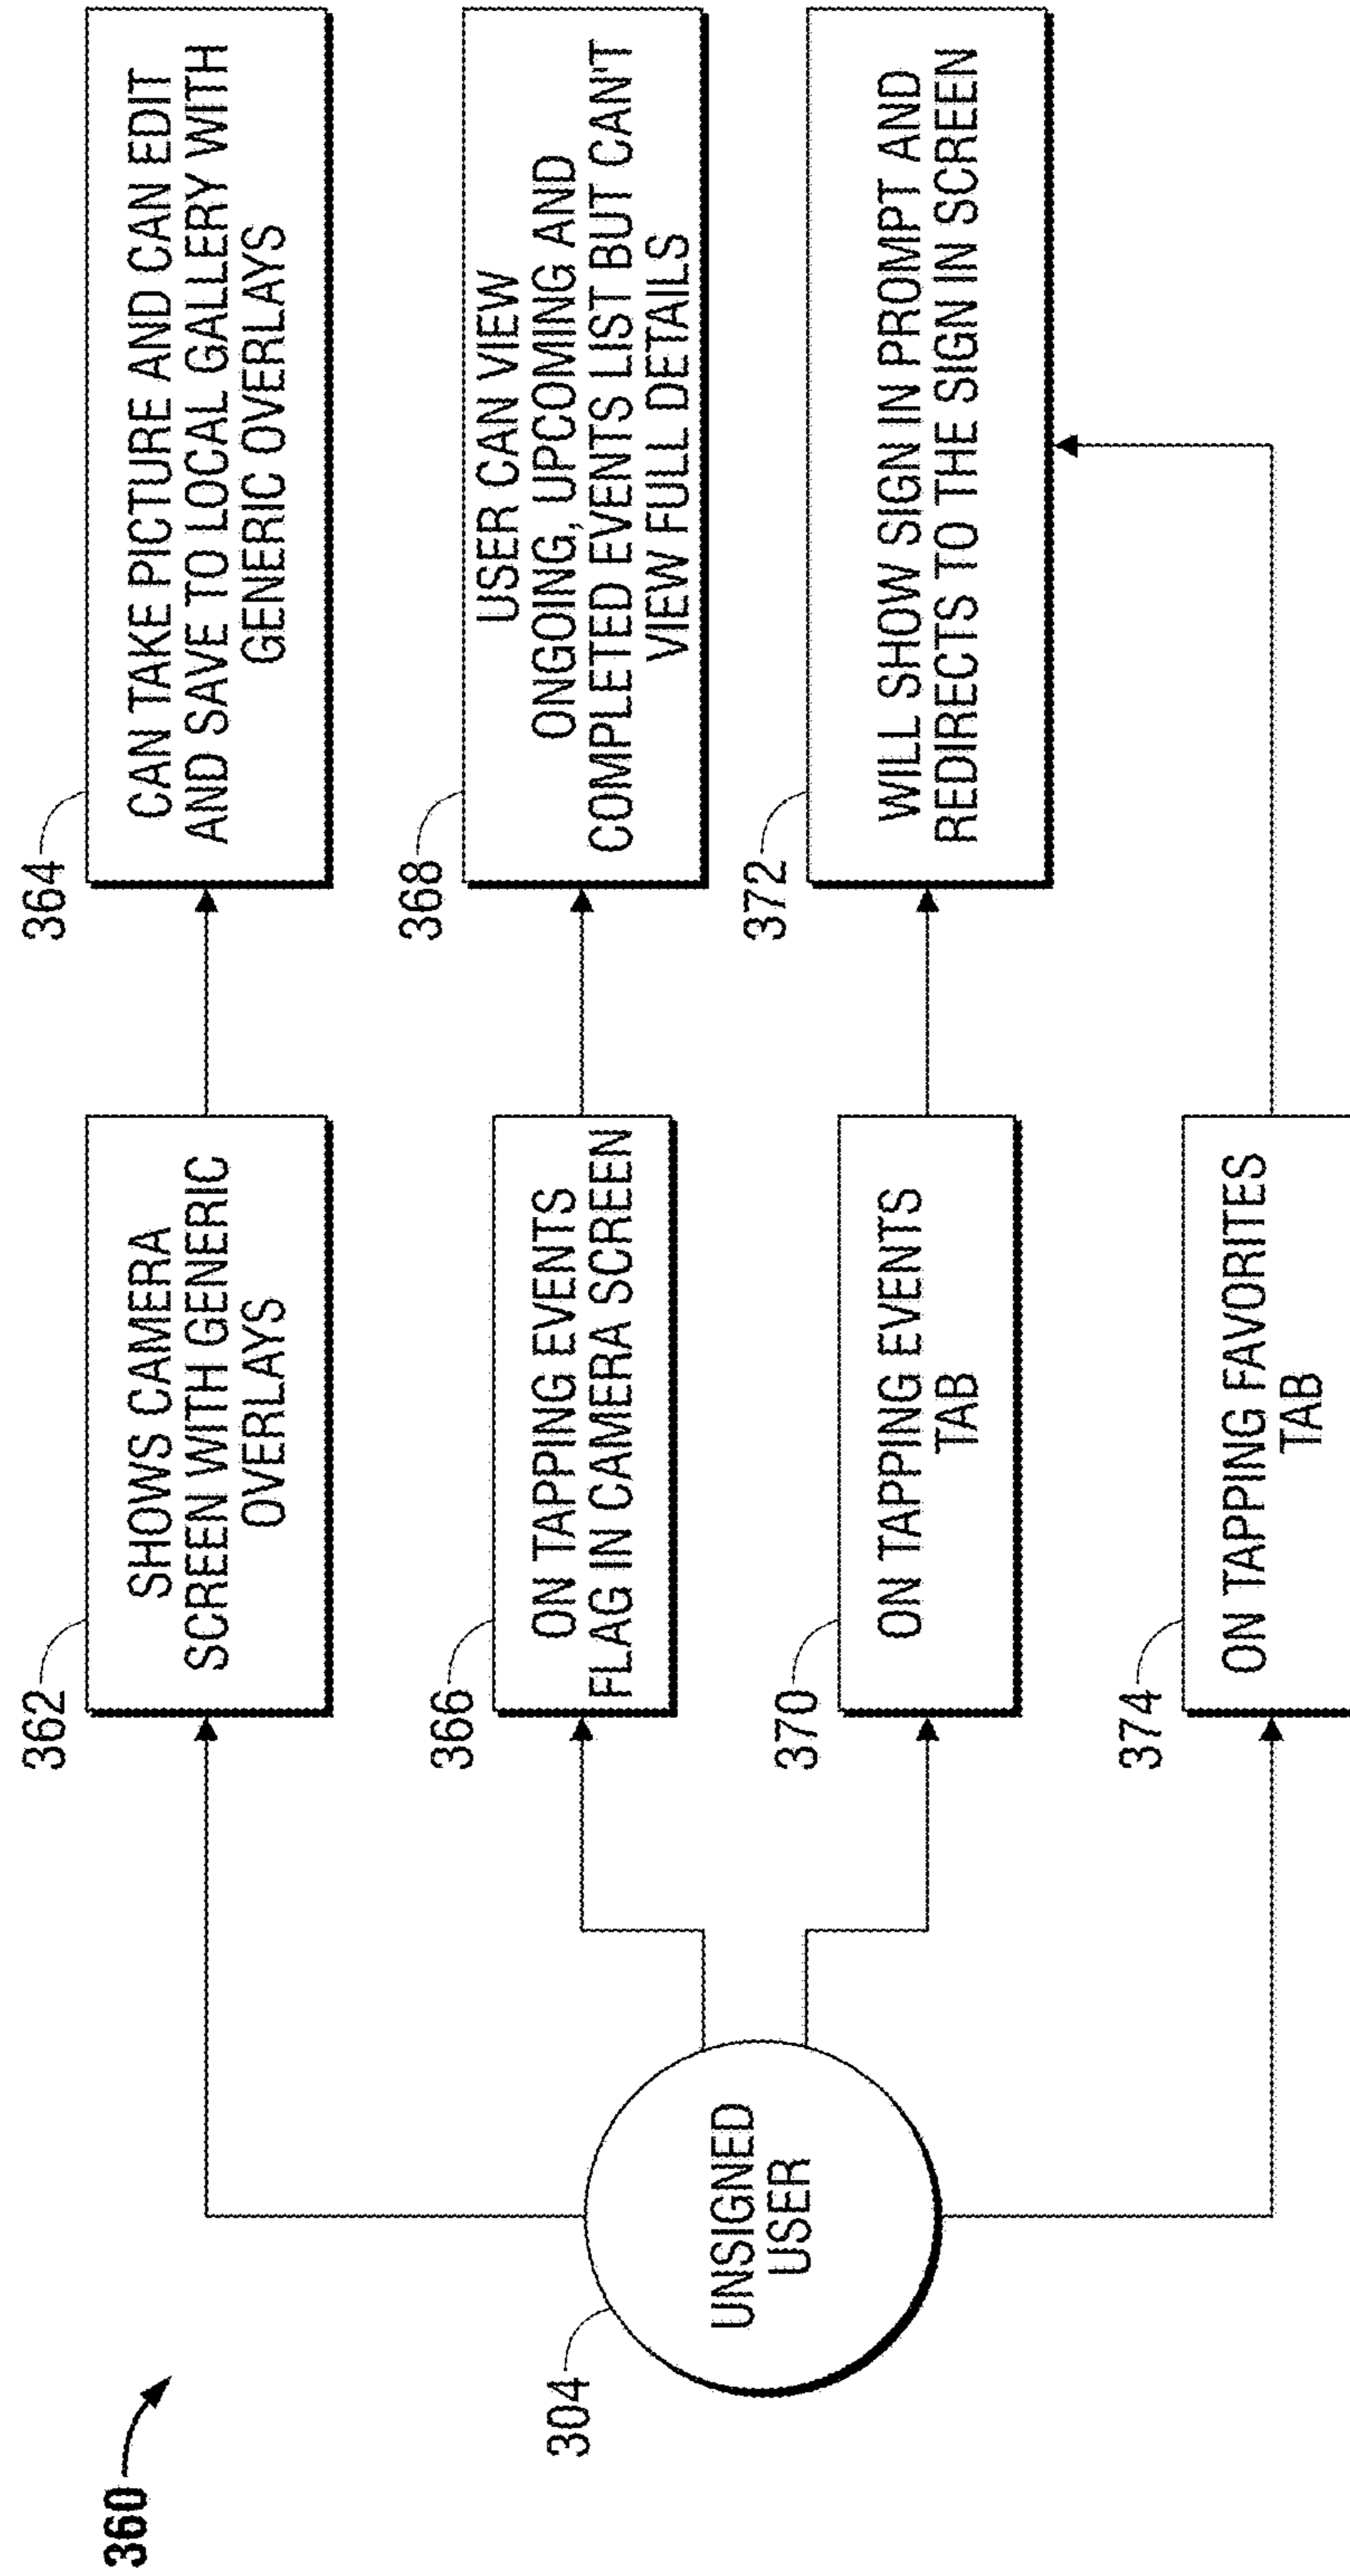 360
304
UNSIGNED
USER
362
SHOWS CAMERA
SCREEN WITH GENERIC
OVERLAYS
364
CAN TAKE PICTURE AND CAN EDIT
AND SAVE TO LOCAL GALLERY WITH
GENERIC OVERLAYS
366
ON TAPPING EVENTS
FLAG IN CAMERA SCREEN
368
USER CAN VIEW
ONGOING, UPCOMING AND
COMPLETED EVENTS LIST BUT CAN'T
VIEW FULL DETAILS
370
ON TAPPING EVENTS
TAB
372
WILL SHOW SIGN IN PROMPT AND
REDIRECTS TO THE SIGN IN SCREEN
374
ON TAPPING FAVORITES
TAB